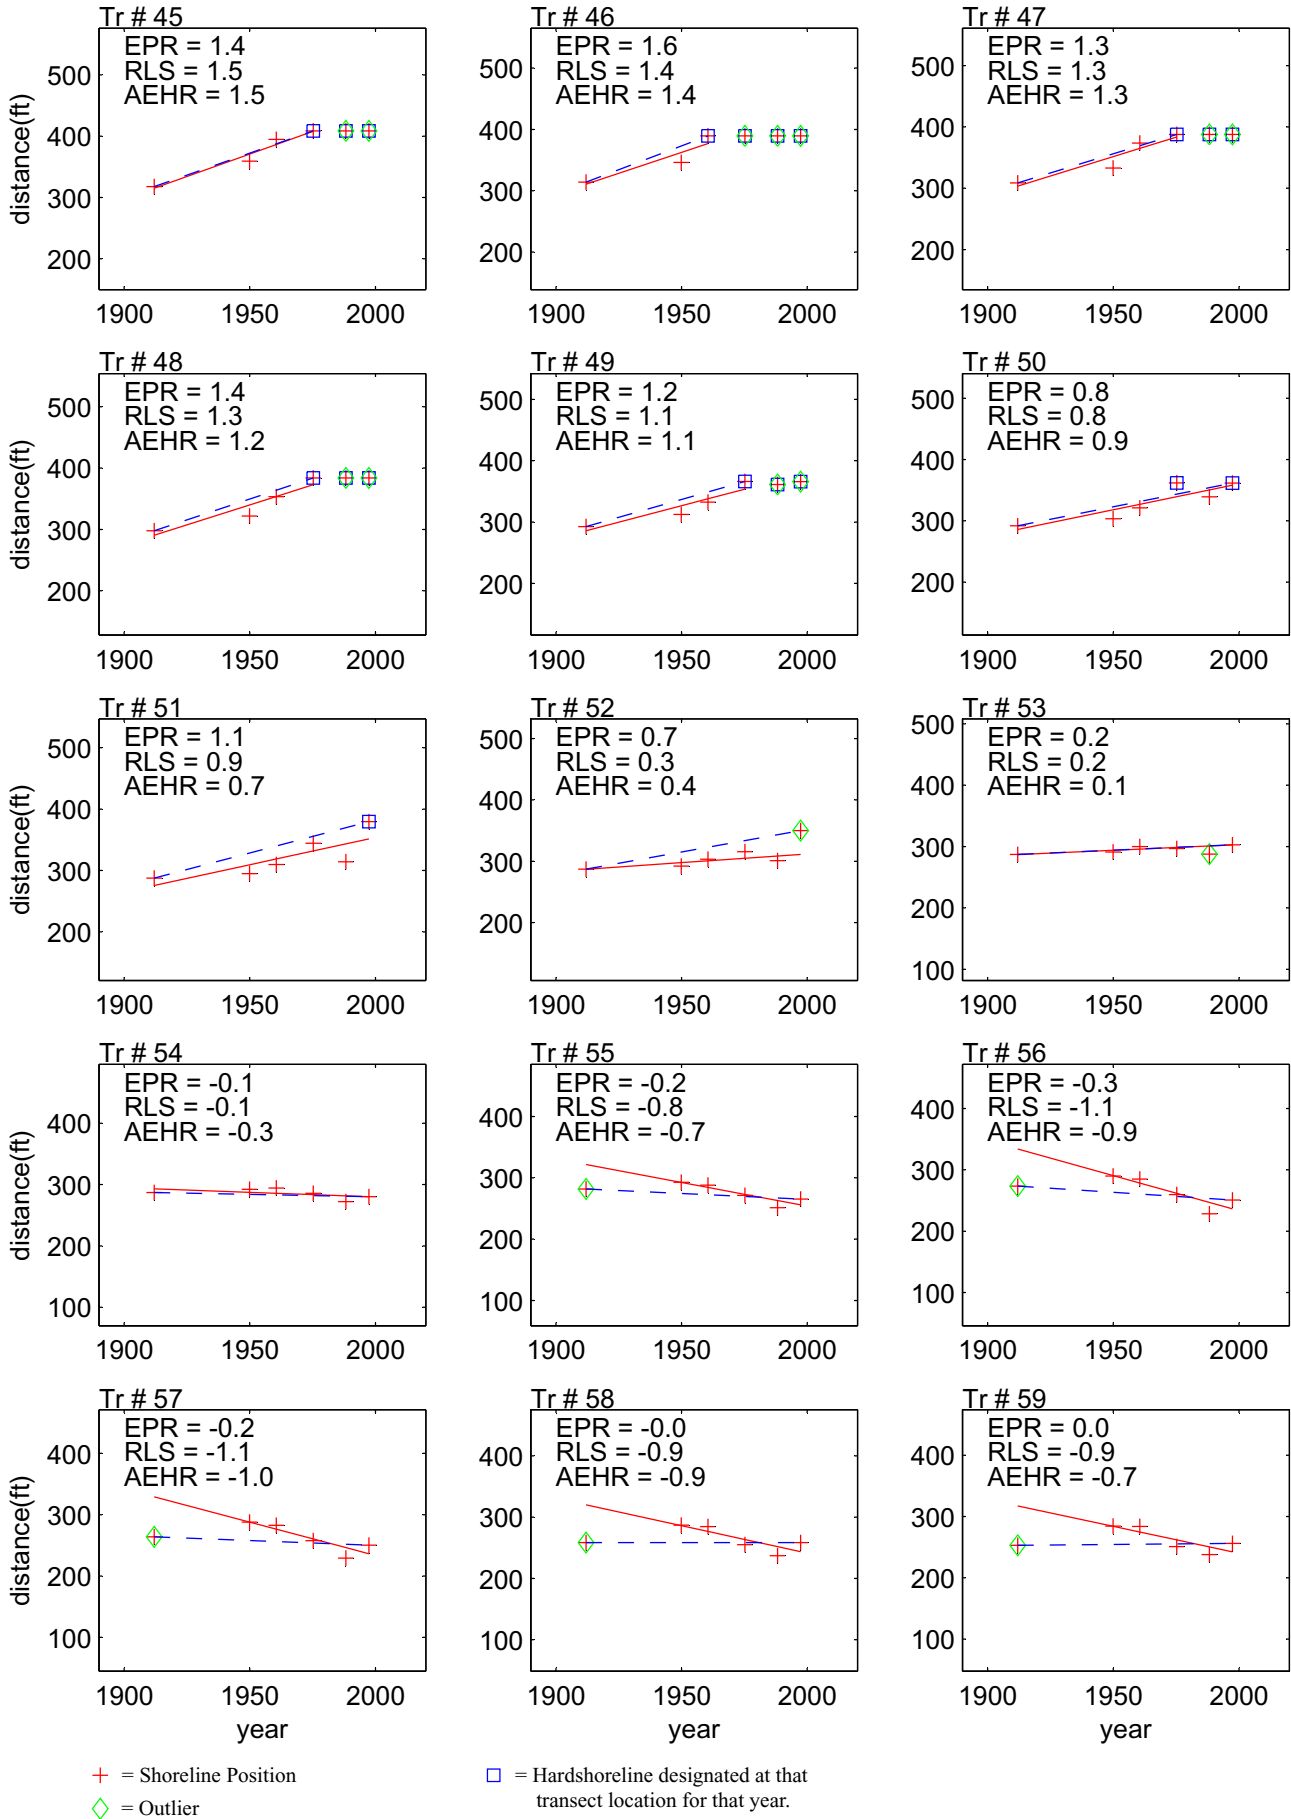 Tr # 45
EPR = 1.4
RLS = 1.5
AEHR = 1.5
500
400
300
200
distance(ft)
1900 1950 2000
Tr # 46
EPR = 1.6
RLS = 1.4
AEHR = 1.4
500
400
300
200
1900 1950 2000
Tr # 47
EPR = 1.3
RLS = 1.3
AEHR = 1.3
500
400
300
200
1900 1950 2000
Tr # 48
EPR = 1.4
RLS = 1.3
AEHR = 1.2
500
400
300
200
distance(ft)
1900 1950 2000
Tr # 49
EPR = 1.2
RLS = 1.1
AEHR = 1.1
500
400
300
200
1900 1950 2000
Tr # 50
EPR = 0.8
RLS = 0.8
AEHR = 0.9
500
400
300
200
1900 1950 2000
Tr # 51
EPR = 1.1
RLS = 0.9
AEHR = 0.7
500
400
300
200
distance(ft)
1900 1950 2000
Tr # 52
EPR = 0.7
RLS = 0.3
AEHR = 0.4
500
400
300
200
1900 1950 2000
Tr # 53
EPR = 0.2
RLS = 0.2
AEHR = 0.1
500
400
300
200
100
1900 1950 2000
Tr # 54
EPR = -0.1
RLS = -0.1
AEHR = -0.3
400
300
200
100
distance(ft)
1900 1950 2000
Tr # 55
EPR = -0.2
RLS = -0.8
AEHR = -0.7
400
300
200
100
1900 1950 2000
Tr # 56
EPR = -0.3
RLS = -1.1
AEHR = -0.9
400
300
200
100
1900 1950 2000
Tr # 57
EPR = -0.2
RLS = -1.1
AEHR = -1.0
400
300
200
100
distance(ft)
1900 1950 2000
year
Tr # 58
EPR = -0.0
RLS = -0.9
AEHR = -0.9
400
300
200
100
1900 1950 2000
year
Tr # 59
EPR = 0.0
RLS = -0.9
AEHR = -0.7
400
300
200
100
1900 1950 2000
year
= Shoreline Position
= Outlier
= Hardshoreline designated at that
transect location for that year.